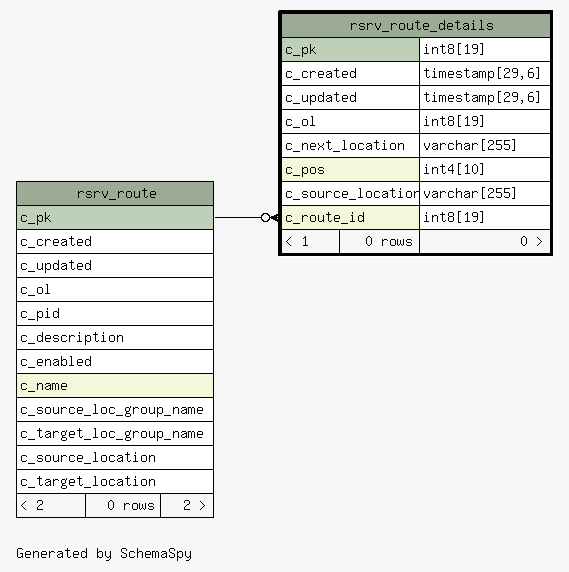 rsrv_route_details
c_pk int8[19]
c_created timestamp[29,6]
c_updated timestamp[29,6]
c_ol int8[19]
c_next_location varchar[255]
c_pos int4[10]
c_source_location varchar[255]
c_route_id int8[19]
< 1 0 rows 0 >
rsrv_route
c_pk
c_created
c_updated
c_ol
c_pid
c_description
c_enabled
c_name
c_source_loc_group_name
c_target_loc_group_name
c_source_location
c_target_location
< 2 0 rows 2 >
Generated by SchemaSpy